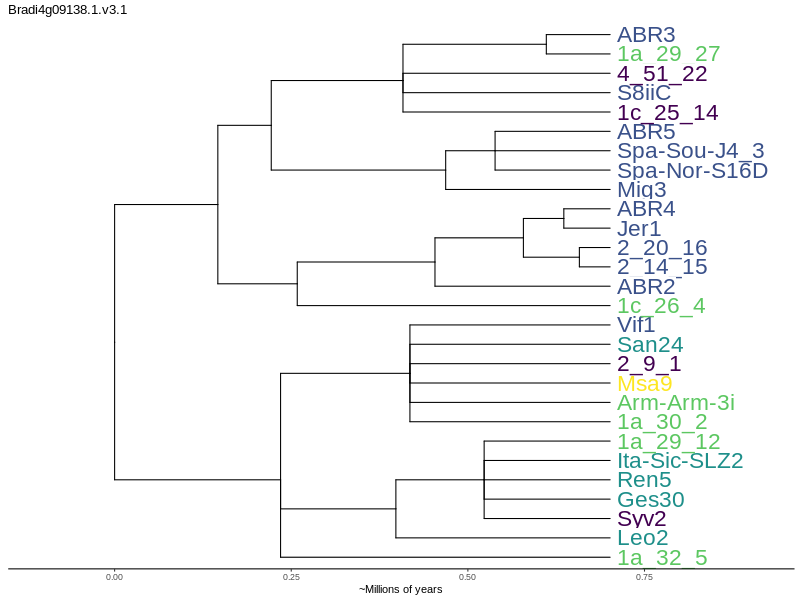 Bradi4g09138.1.v3.1
ABR3
1a_29_27
4_51_22
S8iiC
1c_25_14
ABR5
Spa-Sou-J4_3
Spa-Nor-S16D
Mig3
ABR4
Jer1
2_20_16
2_14_15
ABR2
1c_26_4
Vif1
San24
2_9_1
Msa9
Arm-Arm-3i
1a_30_2
1a_29_12
Ita-Sic-SLZ2
Ren5
Ges30
Syv2
Leo2
1a_32_5
0.00 0.25 0.50 0.75
~Millions of years